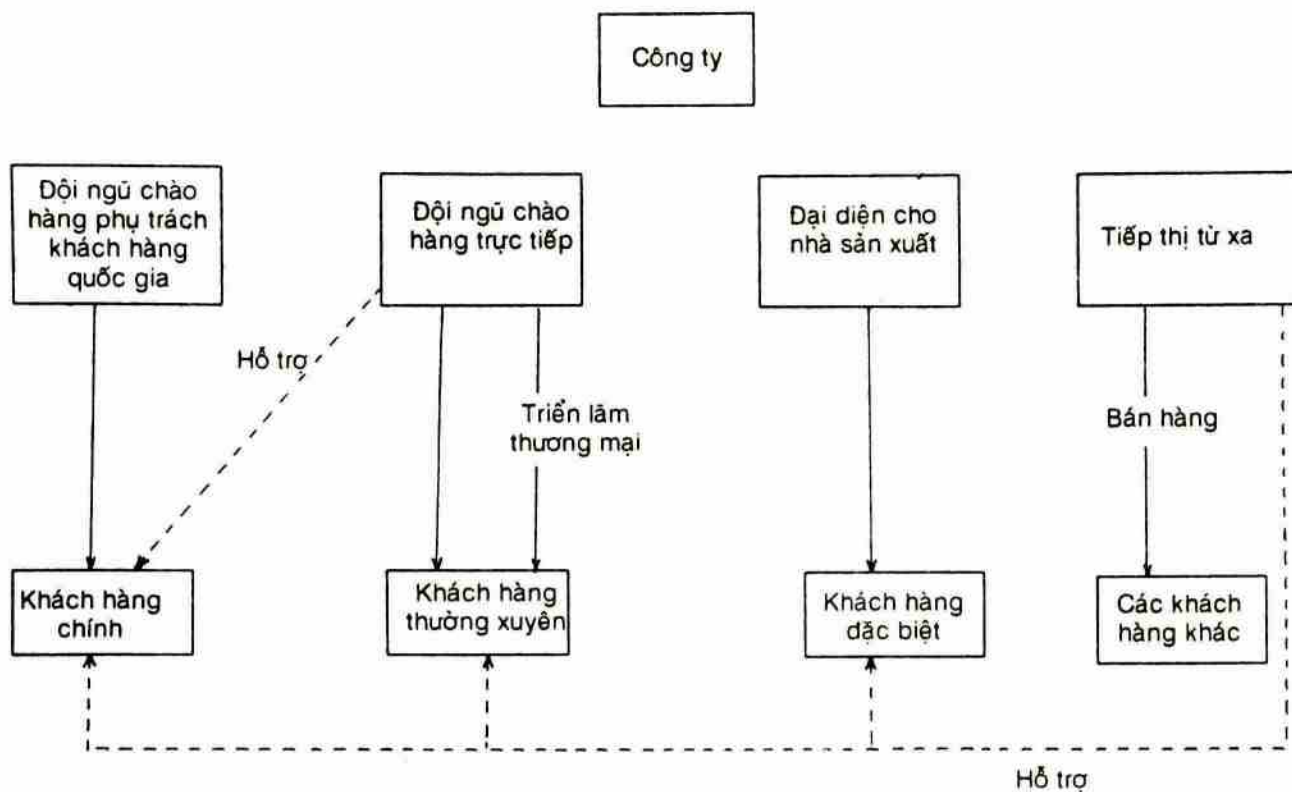 Công ty
Đội ngũ chào
hàng phụ trách
khách hàng
quốc gia
Đội ngũ chào
hàng trực tiếp
Đại diện cho
nhà sản xuất
Tiếp thị từ xa
Hỗ trợ
Triển lãm
thương mại
Bán hàng
Khách hàng
chính
Khách hàng
thường xuyên
Khách hàng
đặc biệt
Các khách
hàng khác
Hỗ trợ